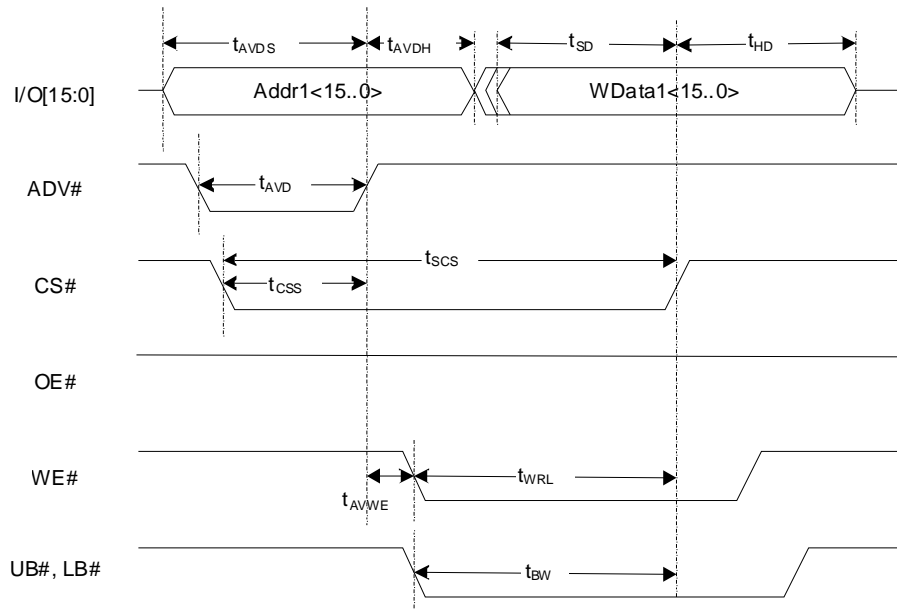 tAVDS tAVDH tSD tHD
I/O[15:0] Addr1<15..0> WData1<15..0>
ADV# tAVD
tSCS
CS# tCSS
OE#
WE# tWRL
tAVWE
UB#, LB# tBW